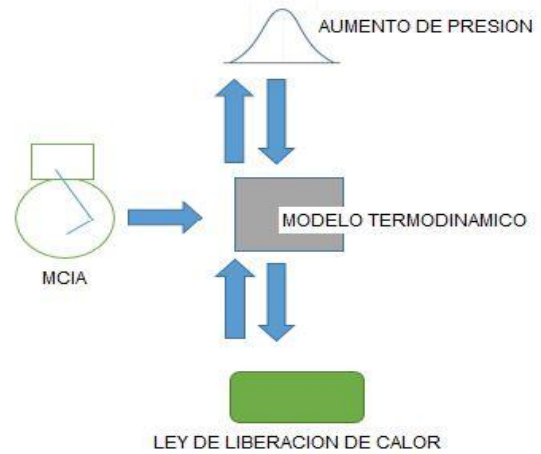 AUMENTO DE PRESION
MODELO TERMODINAMICO
MCIA
LEY DE LIBERACION DE CALOR